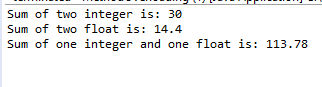 Sum of two integer is: 30
Sum of two float is: 14.4
Sum of one integer and one float is: 113.78